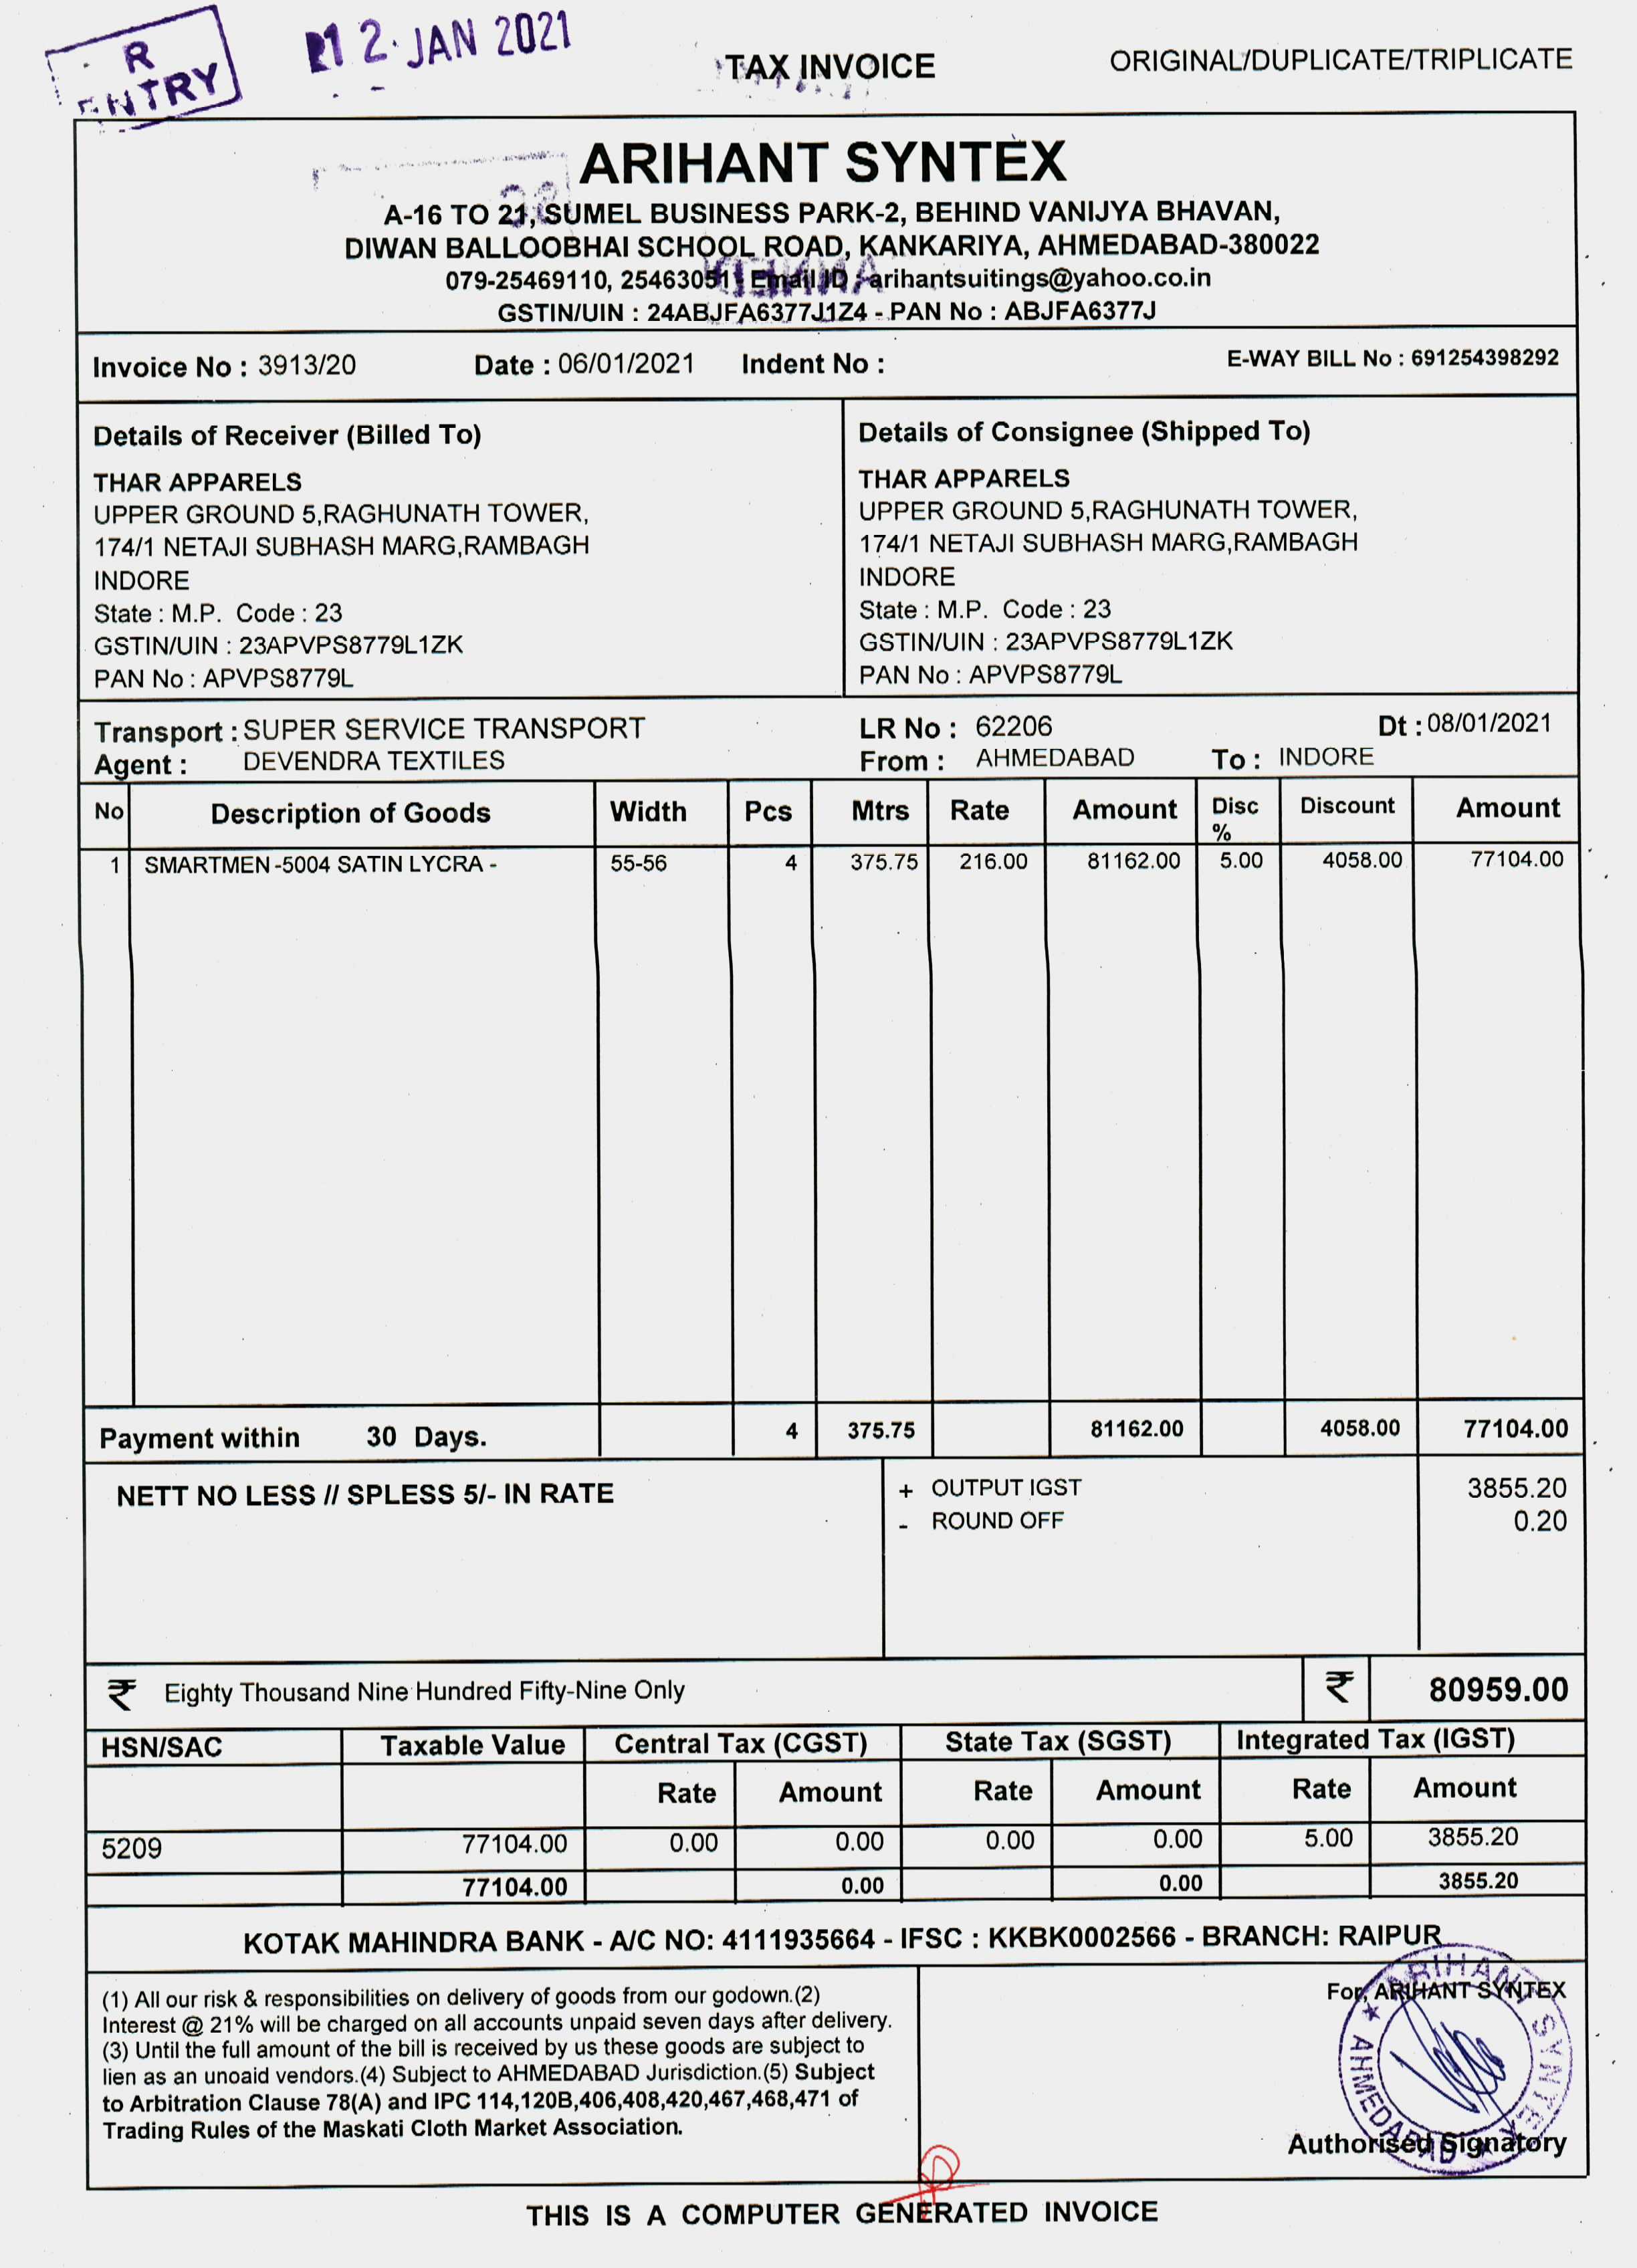 R
ENTRY
12 JAN 2021
TAX INVOICE
ORIGINAL/DUPLICATE/TRIPLICATE
ARIHANT SYNTEX
A-16 TO 21, SUMEL BUSINESS PARK-2, BEHIND VANIJYA BHAVAN,
DIWAN BALLOOBHAI SCHOOL ROAD, KANKARIYA, AHMEDABAD-380022
079-25469110, 25463051 Email ID : arihantsuitings@yahoo.co.in
GSTIN/UIN : 24ABJFA6377J1Z4 - PAN No : ABJFA6377J
Invoice No : 3913/20 Date : 06/01/2021 Indent No : E-WAY BILL No : 691254398292
Details of Receiver (Billed To)
THAR APPARELS
UPPER GROUND 5,RAGHUNATH TOWER,
174/1 NETAJI SUBHASH MARG,RAMBAGH
INDORE
State : M.P. Code : 23
GSTIN/UIN : 23APVPS8779L1ZK
PAN No : APVPS8779L
Details of Consignee (Shipped To)
THAR APPARELS
UPPER GROUND 5,RAGHUNATH TOWER,
174/1 NETAJI SUBHASH MARG,RAMBAGH
INDORE
State : M.P. Code : 23
GSTIN/UIN : 23APVPS8779L1ZK
PAN No : APVPS8779L
Transport : SUPER SERVICE TRANSPORT LR No : 62206 Dt : 08/01/2021
Agent : DEVENDRA TEXTILES From : AHMEDABAD To : INDORE
No Description of Goods Width Pcs Mtrs Rate Amount Disc % Discount Amount
1 SMARTMEN -5004 SATIN LYCRA - 55-56 4 375.75 216.00 81162.00 5.00 4058.00 77104.00
Payment within 30 Days. 4 375.75 81162.00 4058.00 77104.00
NETT NO LESS // SPLESS 5/- IN RATE
+ OUTPUT IGST 3855.20
- ROUND OFF 0.20
₹ Eighty Thousand Nine Hundred Fifty-Nine Only ₹ 80959.00
HSN/SAC Taxable Value Central Tax (CGST) State Tax (SGST) Integrated Tax (IGST)
Rate Amount Rate Amount Rate Amount
5209 77104.00 0.00 0.00 0.00 0.00 5.00 3855.20
77104.00 0.00 0.00 3855.20
KOTAK MAHINDRA BANK - A/C NO: 4111935664 - IFSC : KKBK0002566 - BRANCH: RAIPUR
(1) All our risk & responsibilities on delivery of goods from our godown.(2)
Interest @ 21% will be charged on all accounts unpaid seven days after delivery.
(3) Until the full amount of the bill is received by us these goods are subject to
lien as an unoaid vendors.(4) Subject to AHMEDABAD Jurisdiction.(5) Subject
to Arbitration Clause 78(A) and IPC 114,120B,406,408,420,467,468,471 of
Trading Rules of the Maskati Cloth Market Association.
For, ARIHANT SYNTEX
ARIHANT SYNTEX
AHMEDABAD
Authorised Signatory
THIS IS A COMPUTER GENERATED INVOICE